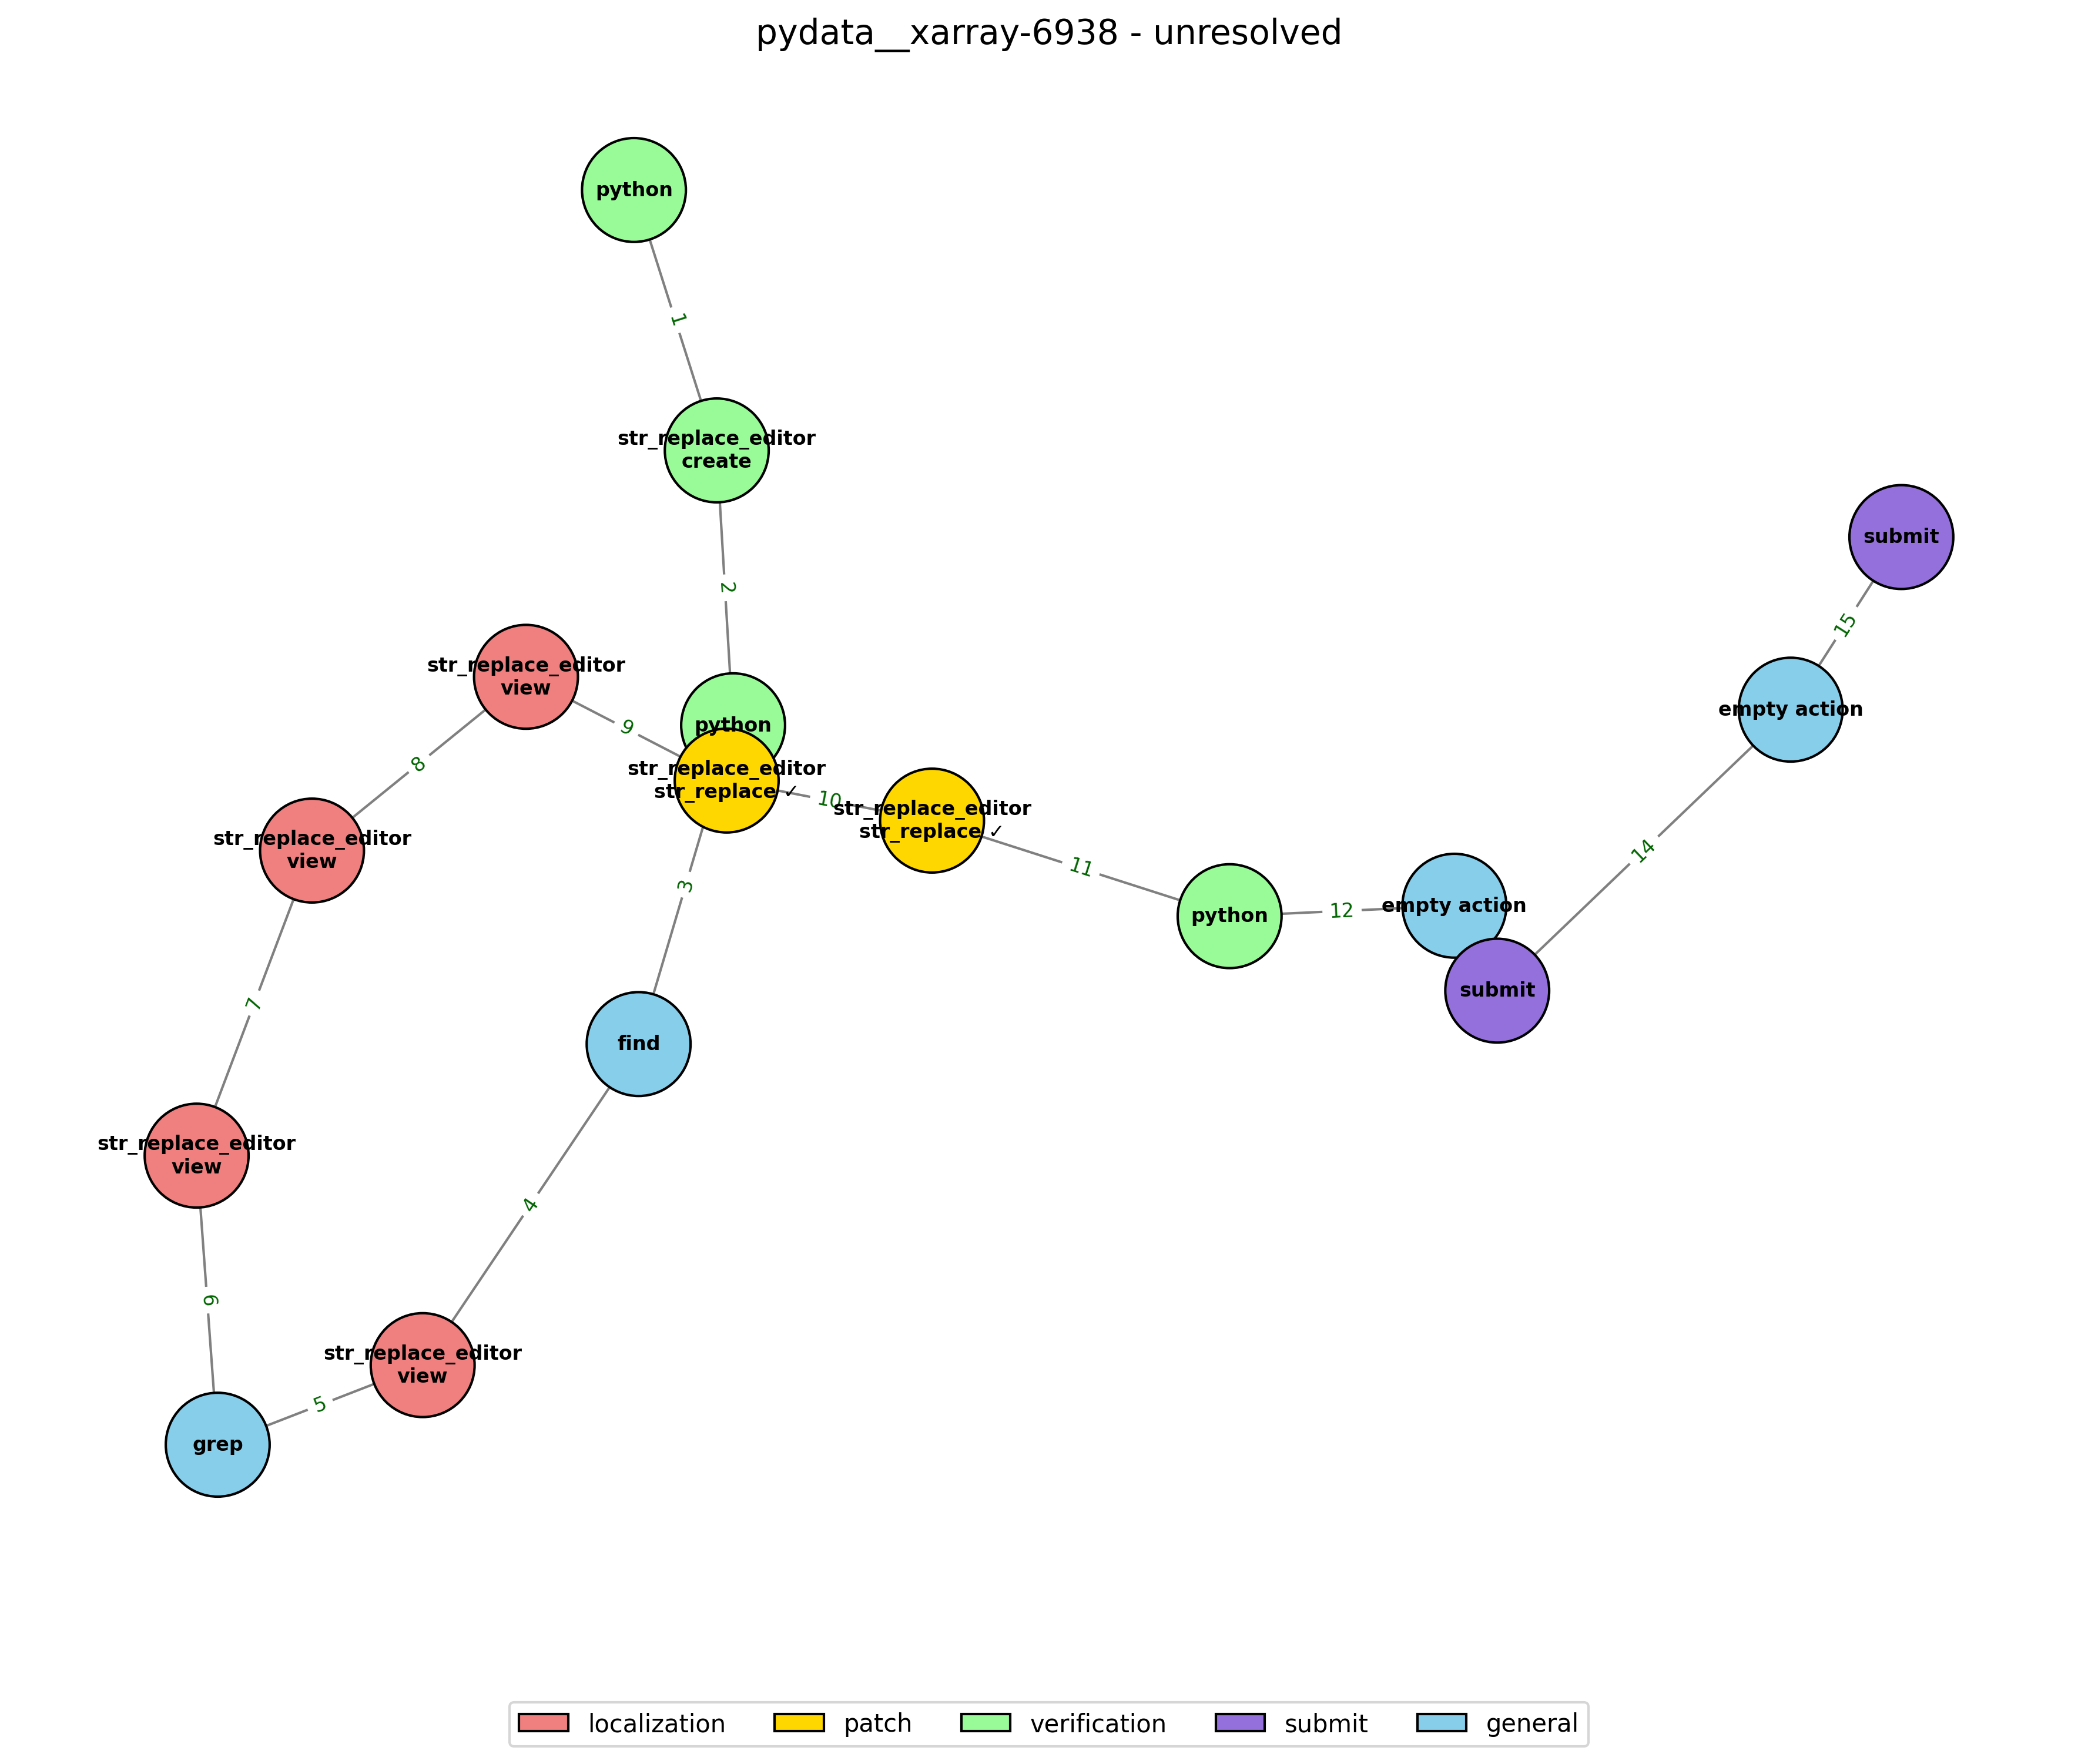 pydata__xarray-6938 - unresolved
python
1
str_replace_editor
create
2
submit
15
str_replace_editor
view
9
python
empty action
8
str_replace_editor
str_replace ✓
10
str_replace_editor
str_replace ✓
str_replace_editor
view
14
3
11
python
12
empty action
submit
7
find
str_replace_editor
view
4
6
str_replace_editor
view
5
grep
localization
patch
verification
submit
general